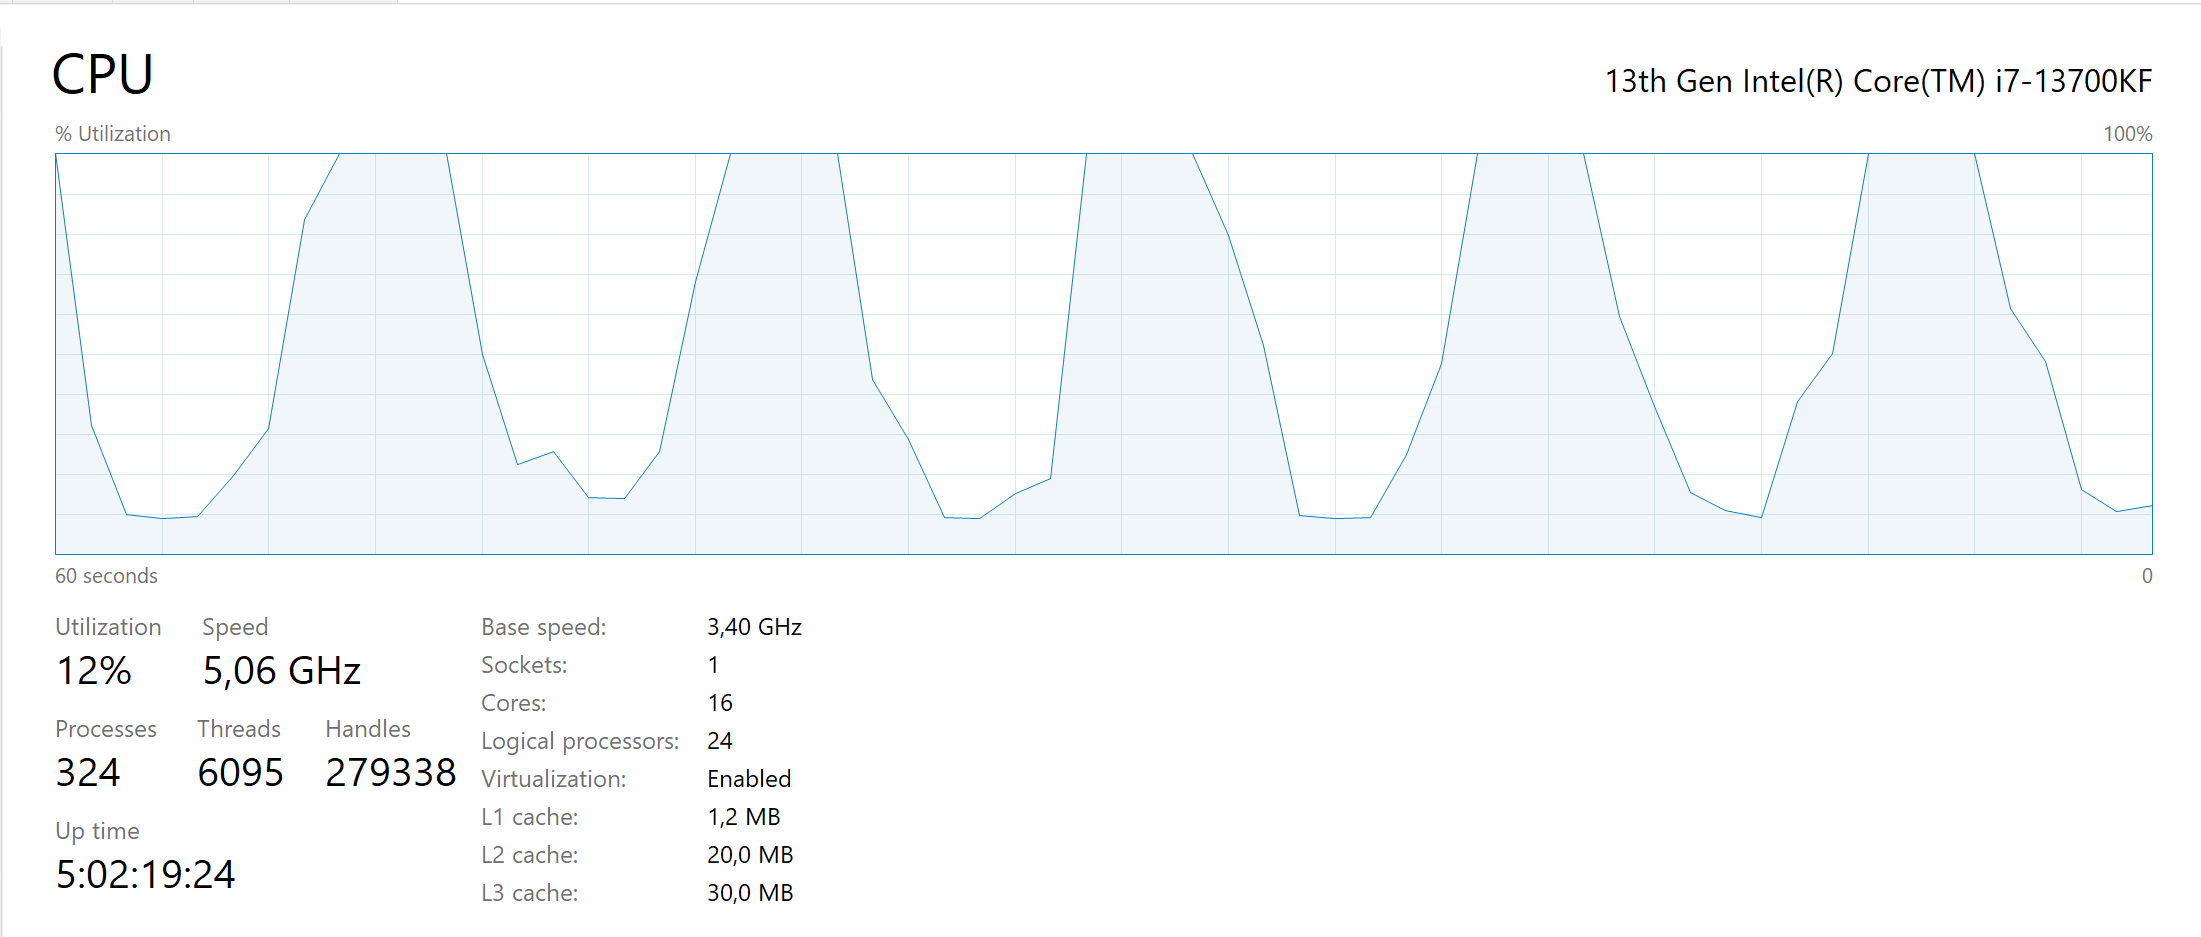 CPU
13th Gen Intel(R) Core(TM) i7-13700KF
% Utilization
100%
60 seconds
0
Utilization
Speed
12%
5,06 GHz
Processes
Threads
Handles
324
6095
279338
Up time
5:02:19:24
Base speed: 3,40 GHz
Sockets: 1
Cores: 16
Logical processors: 24
Virtualization: Enabled
L1 cache: 1,2 MB
L2 cache: 20,0 MB
L3 cache: 30,0 MB